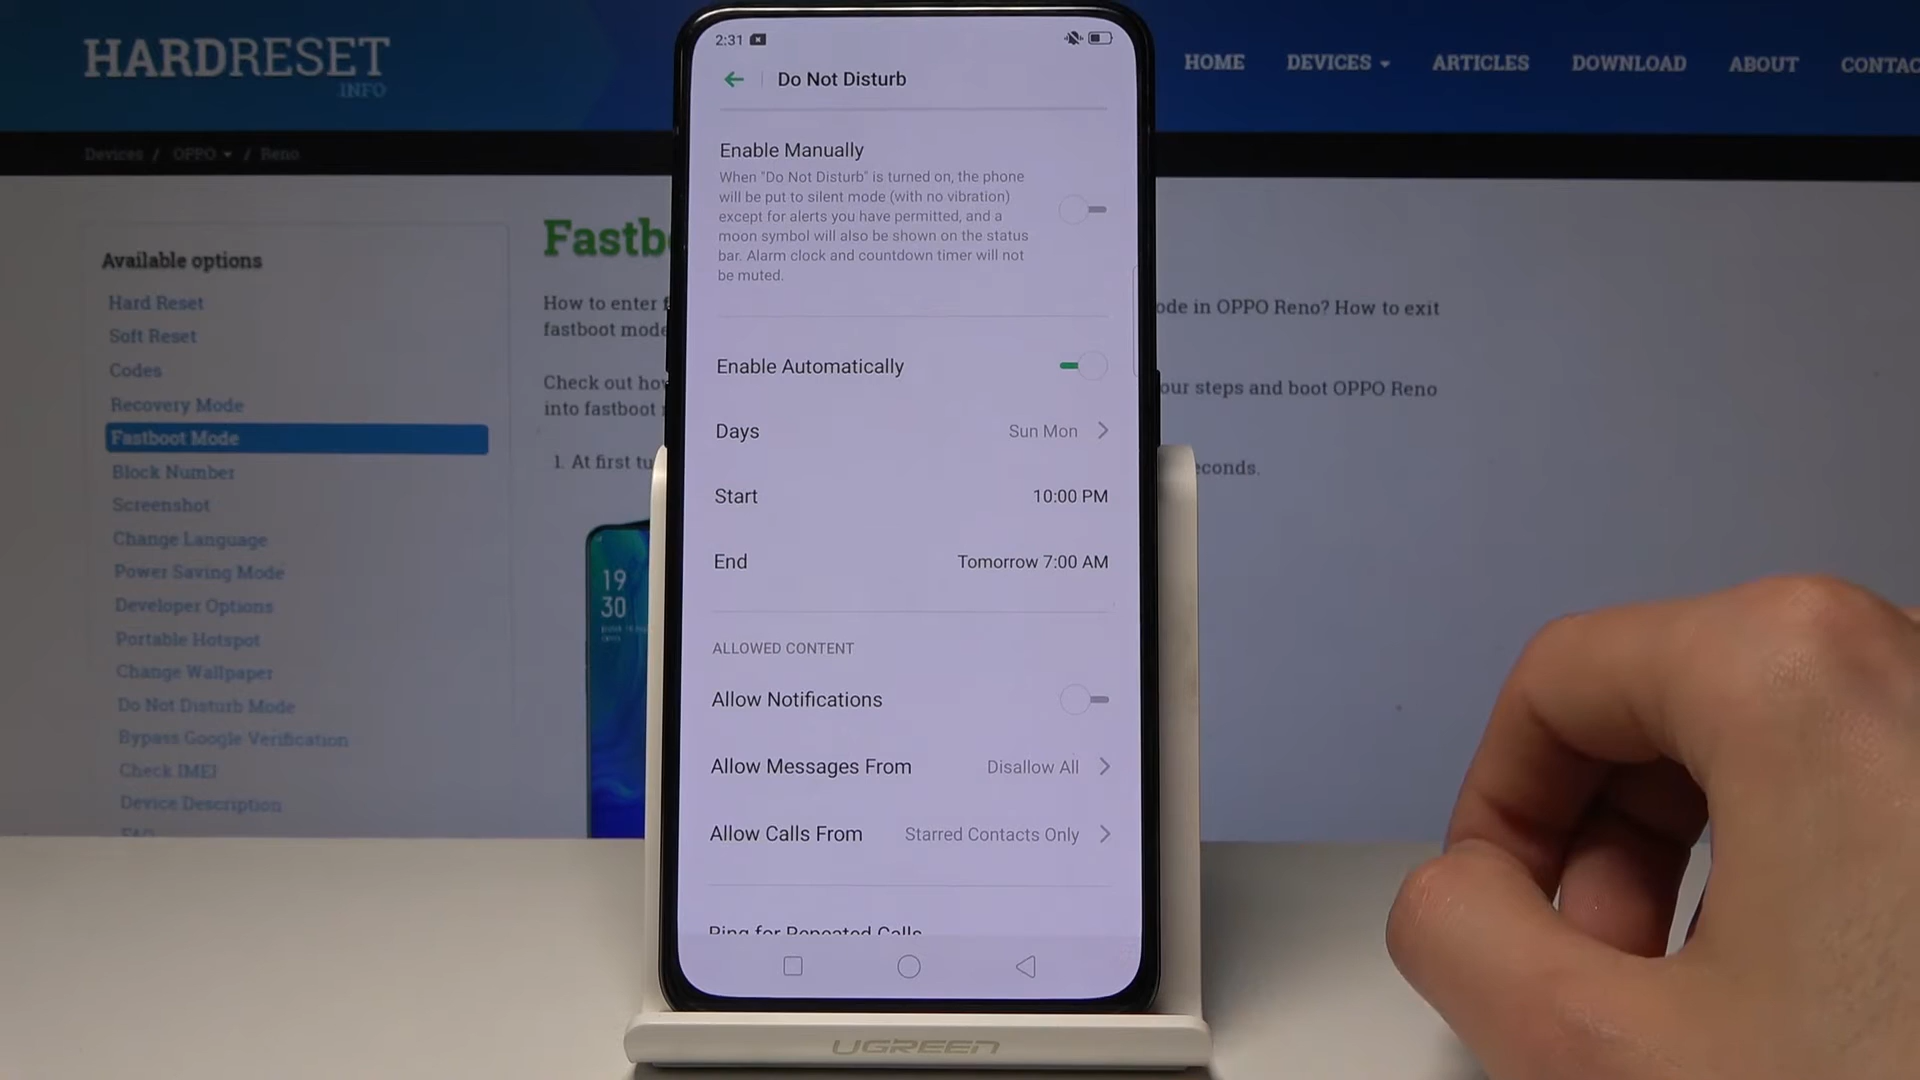 HARDRESET
.INFO
HOME DEVICES ARTICLES DOWNLOAD ABOUT CONTAC
Devices / OPPO / Reno
Available options
Hard Reset
Soft Reset
Codes
Recovery Mode
Fastboot Mode
Block Number
Screenshot
Change Language
Power Saving Mode
Developer Options
Portable Hotspot
Change Wallpaper
Do Not Disturb Mode
Bypass Google Verification
Check IMEI
Device Description
FAQ
Fastb
How to enter f
fastboot mode
ode in OPPO Reno? How to exit
Check out how
into fastboot
our steps and boot OPPO Reno
1. At first tu
econds.
19
30
2:31
Do Not Disturb
Enable Manually
When "Do Not Disturb" is turned on, the phone
will be put to silent mode (with no vibration)
except for alerts you have permitted, and a
moon symbol will also be shown on the status
bar. Alarm clock and countdown timer will not
be muted.
Enable Automatically
Days Sun Mon
Start 10:00 PM
End Tomorrow 7:00 AM
ALLOWED CONTENT
Allow Notifications
Allow Messages From Disallow All
Allow Calls From Starred Contacts Only
Ring for Repeated Calls
UGREEN